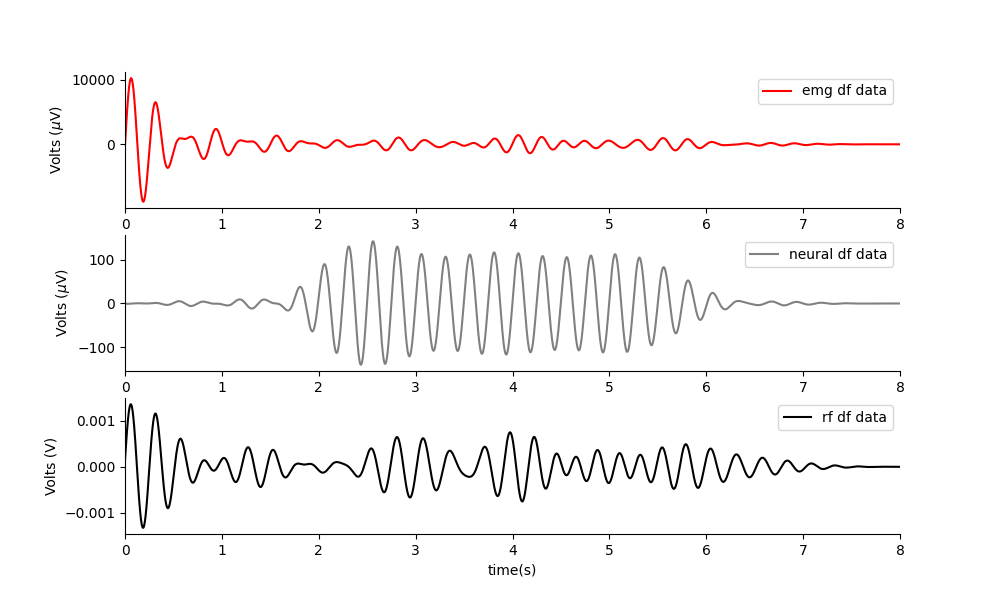 10000
0
Volts (μV)
emg df data
0 1 2 3 4 5 6 7 8
100
0
−100
Volts (μV)
neural df data
0 1 2 3 4 5 6 7 8
0.001
0.000
−0.001
Volts (V)
rf df data
0 1 2 3 4 5 6 7 8
time(s)